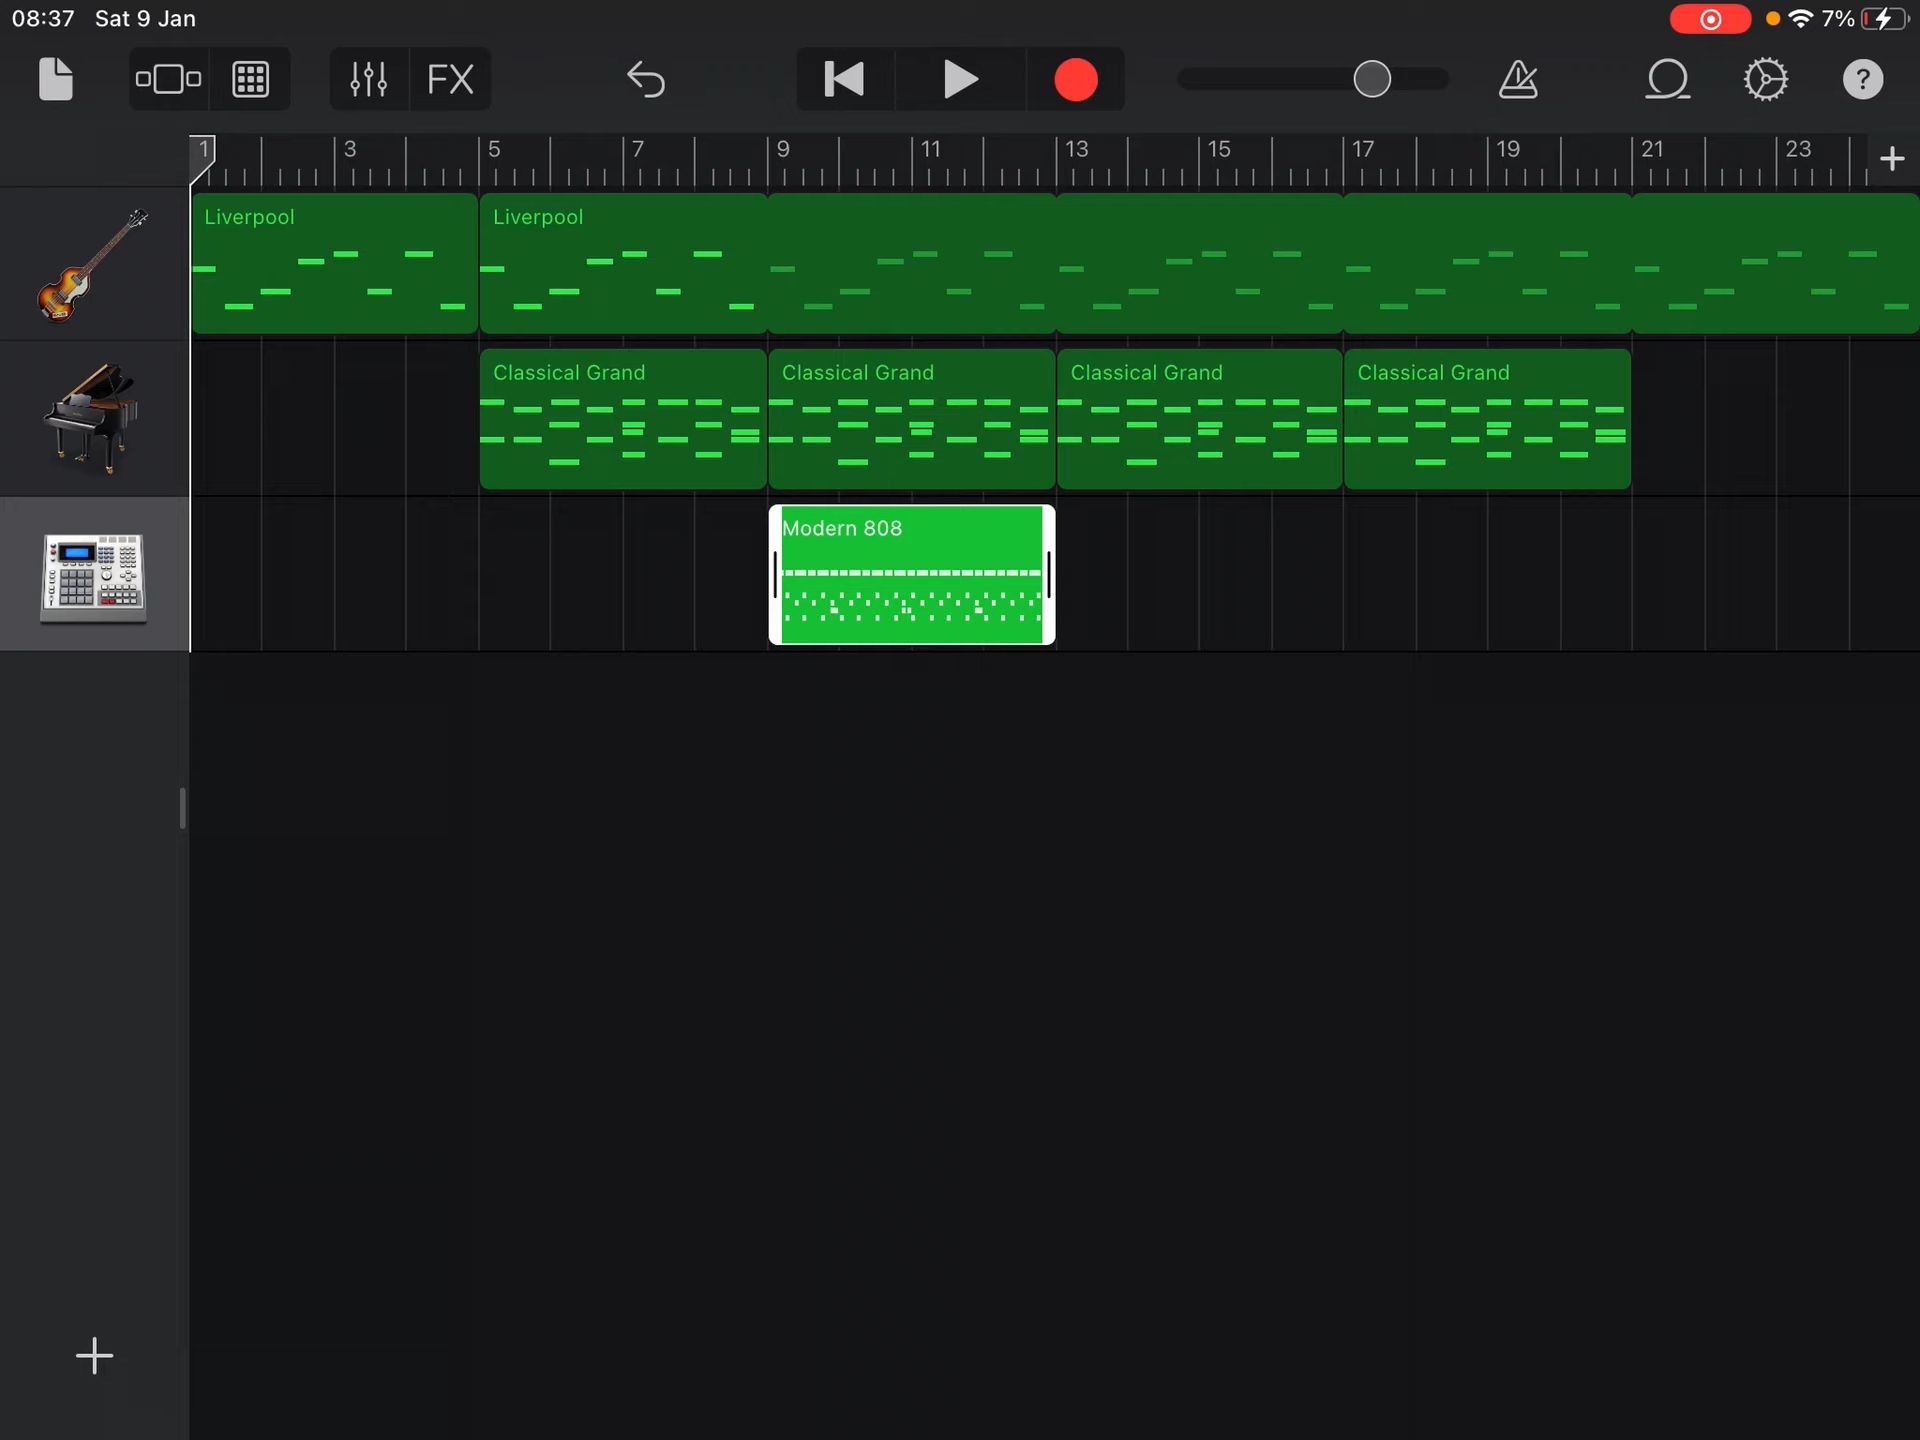 08:37 Sat 9 Jan 7%
FX ?
1 3 5 7 9 11 13 15 17 19 21 23
Liverpool Liverpool
Classical Grand Classical Grand Classical Grand Classical Grand
Modern 808